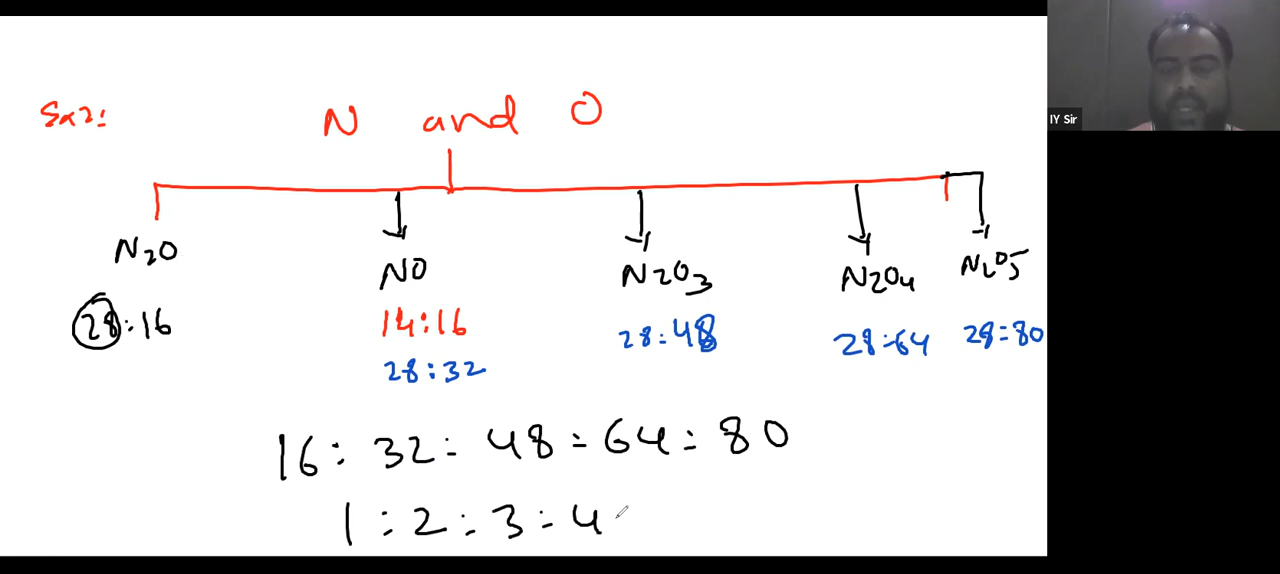 Ex2: N and O
IY Sir
N2O NO N2O3 N2O4 N2O5
28:16 14:16 28:48 28:64 28:80
28:32
16 : 32 : 48 : 64 : 80
1 : 2 : 3 : 4